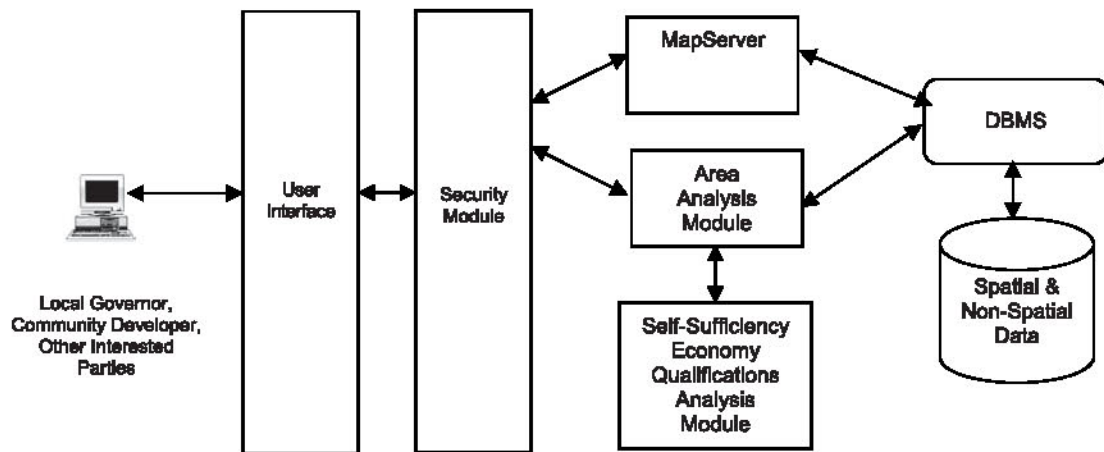 Local Governor,
Community Developer,
Other Interested
Parties
User
Interface
Security
Module
MapServer
Area
Analysis
Module
Self-Sufficiency
Economy
Qualifications
Analysis
Module
DBMS
Spatial &
Non-Spatial
Data